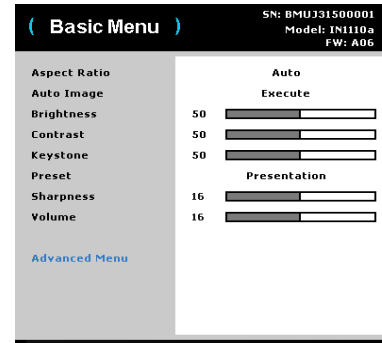 ( Basic Menu )
SN: BMUJ31500001
Model: IN1110a
FW: A06
Aspect Ratio Auto
Auto Image Execute
Brightness 50
Contrast 50
Keystone 50
Preset Presentation
Sharpness 16
Volume 16
Advanced Menu